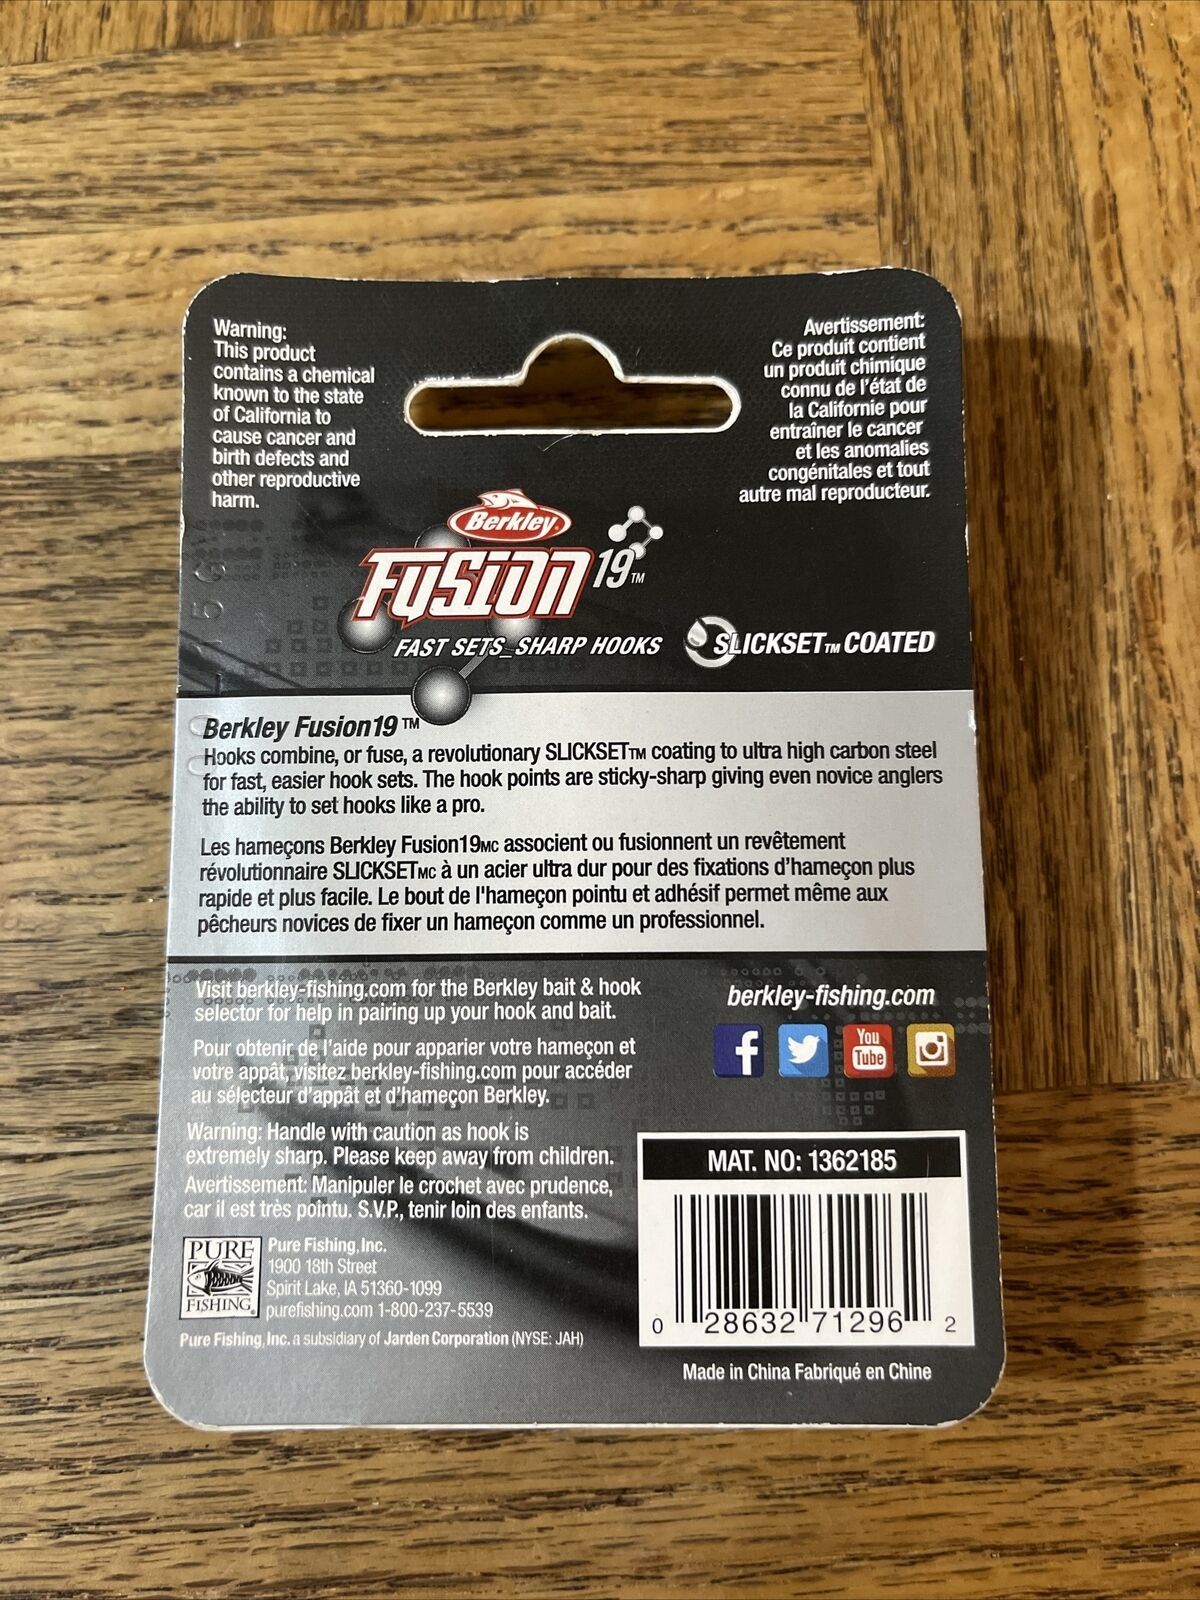 Warning:
This product
contains a chemical
known to the state
of California to
cause cancer and
birth defects and
other reproductive
harm.
Avertissement:
Ce produit contient
un produit chimique
connu de l'état de
la Californie pour
entraîner le cancer
et les anomalies
congénitales et tout
autre mal reproducteur.
Berkley
Fusion 19™
FAST SETS_SHARP HOOKS
SLICKSET™ COATED
Berkley Fusion19™
Hooks combine, or fuse, a revolutionary SLICKSET™ coating to ultra high carbon steel
for fast, easier hook sets. The hook points are sticky-sharp giving even novice anglers
the ability to set hooks like a pro.
Les hameçons Berkley Fusion19MC associent ou fusionnent un revêtement
révolutionnaire SLICKSETMC à un acier ultra dur pour des fixations d'hameçon plus
rapide et plus facile. Le bout de l'hameçon pointu et adhésif permet même aux
pêcheurs novices de fixer un hameçon comme un professionnel.
Visit berkley-fishing.com for the Berkley bait & hook
selector for help in pairing up your hook and bait.
Pour obtenir de l'aide pour apparier votre hameçon et
votre appât, visitez berkley-fishing.com pour accéder
au sélecteur d'appât et d'hameçon Berkley.
Warning: Handle with caution as hook is
extremely sharp. Please keep away from children.
Avertissement: Manipuler le crochet avec prudence,
car il est très pointu. S.V.P., tenir loin des enfants.
berkley-fishing.com
f
You
Tube
PURE
FISHING®
Pure Fishing, Inc.
1900 18th Street
Spirit Lake, IA 51360-1099
purefishing.com 1-800-237-5539
Pure Fishing, Inc. a subsidiary of Jarden Corporation (NYSE: JAH)
MAT. NO: 1362185
0 28632 71296 2
Made in China Fabriqué en Chine